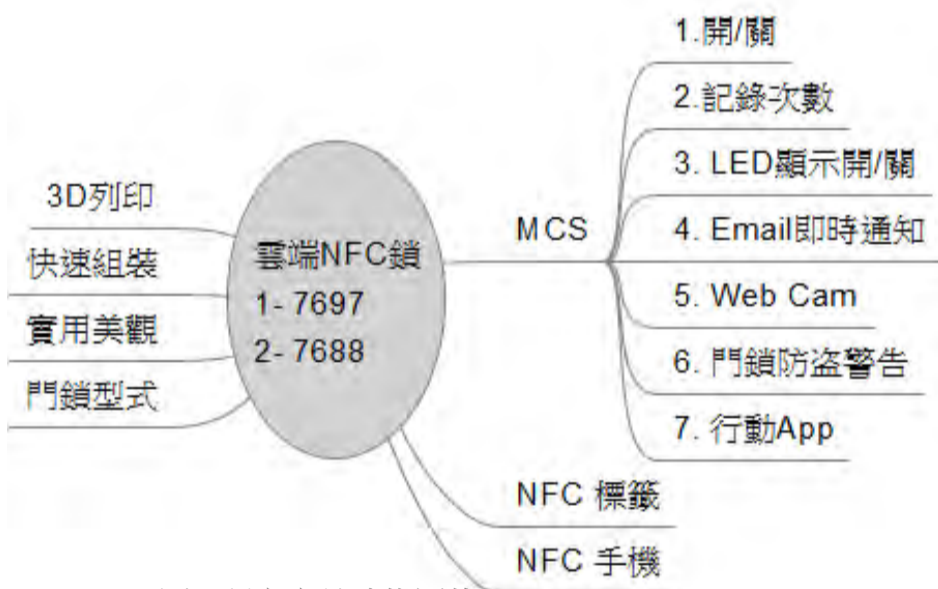 1.開/關
2.記錄次數
3. LED顯示開/關
4. Email即時通知
5. Web Cam
6. 門鎖防盜警告
7. 行動App
MCS
3D列印
快速組裝
實用美觀
門鎖型式
雲端NFC鎖
1- 7697
2- 7688
NFC 標籤
NFC 手機